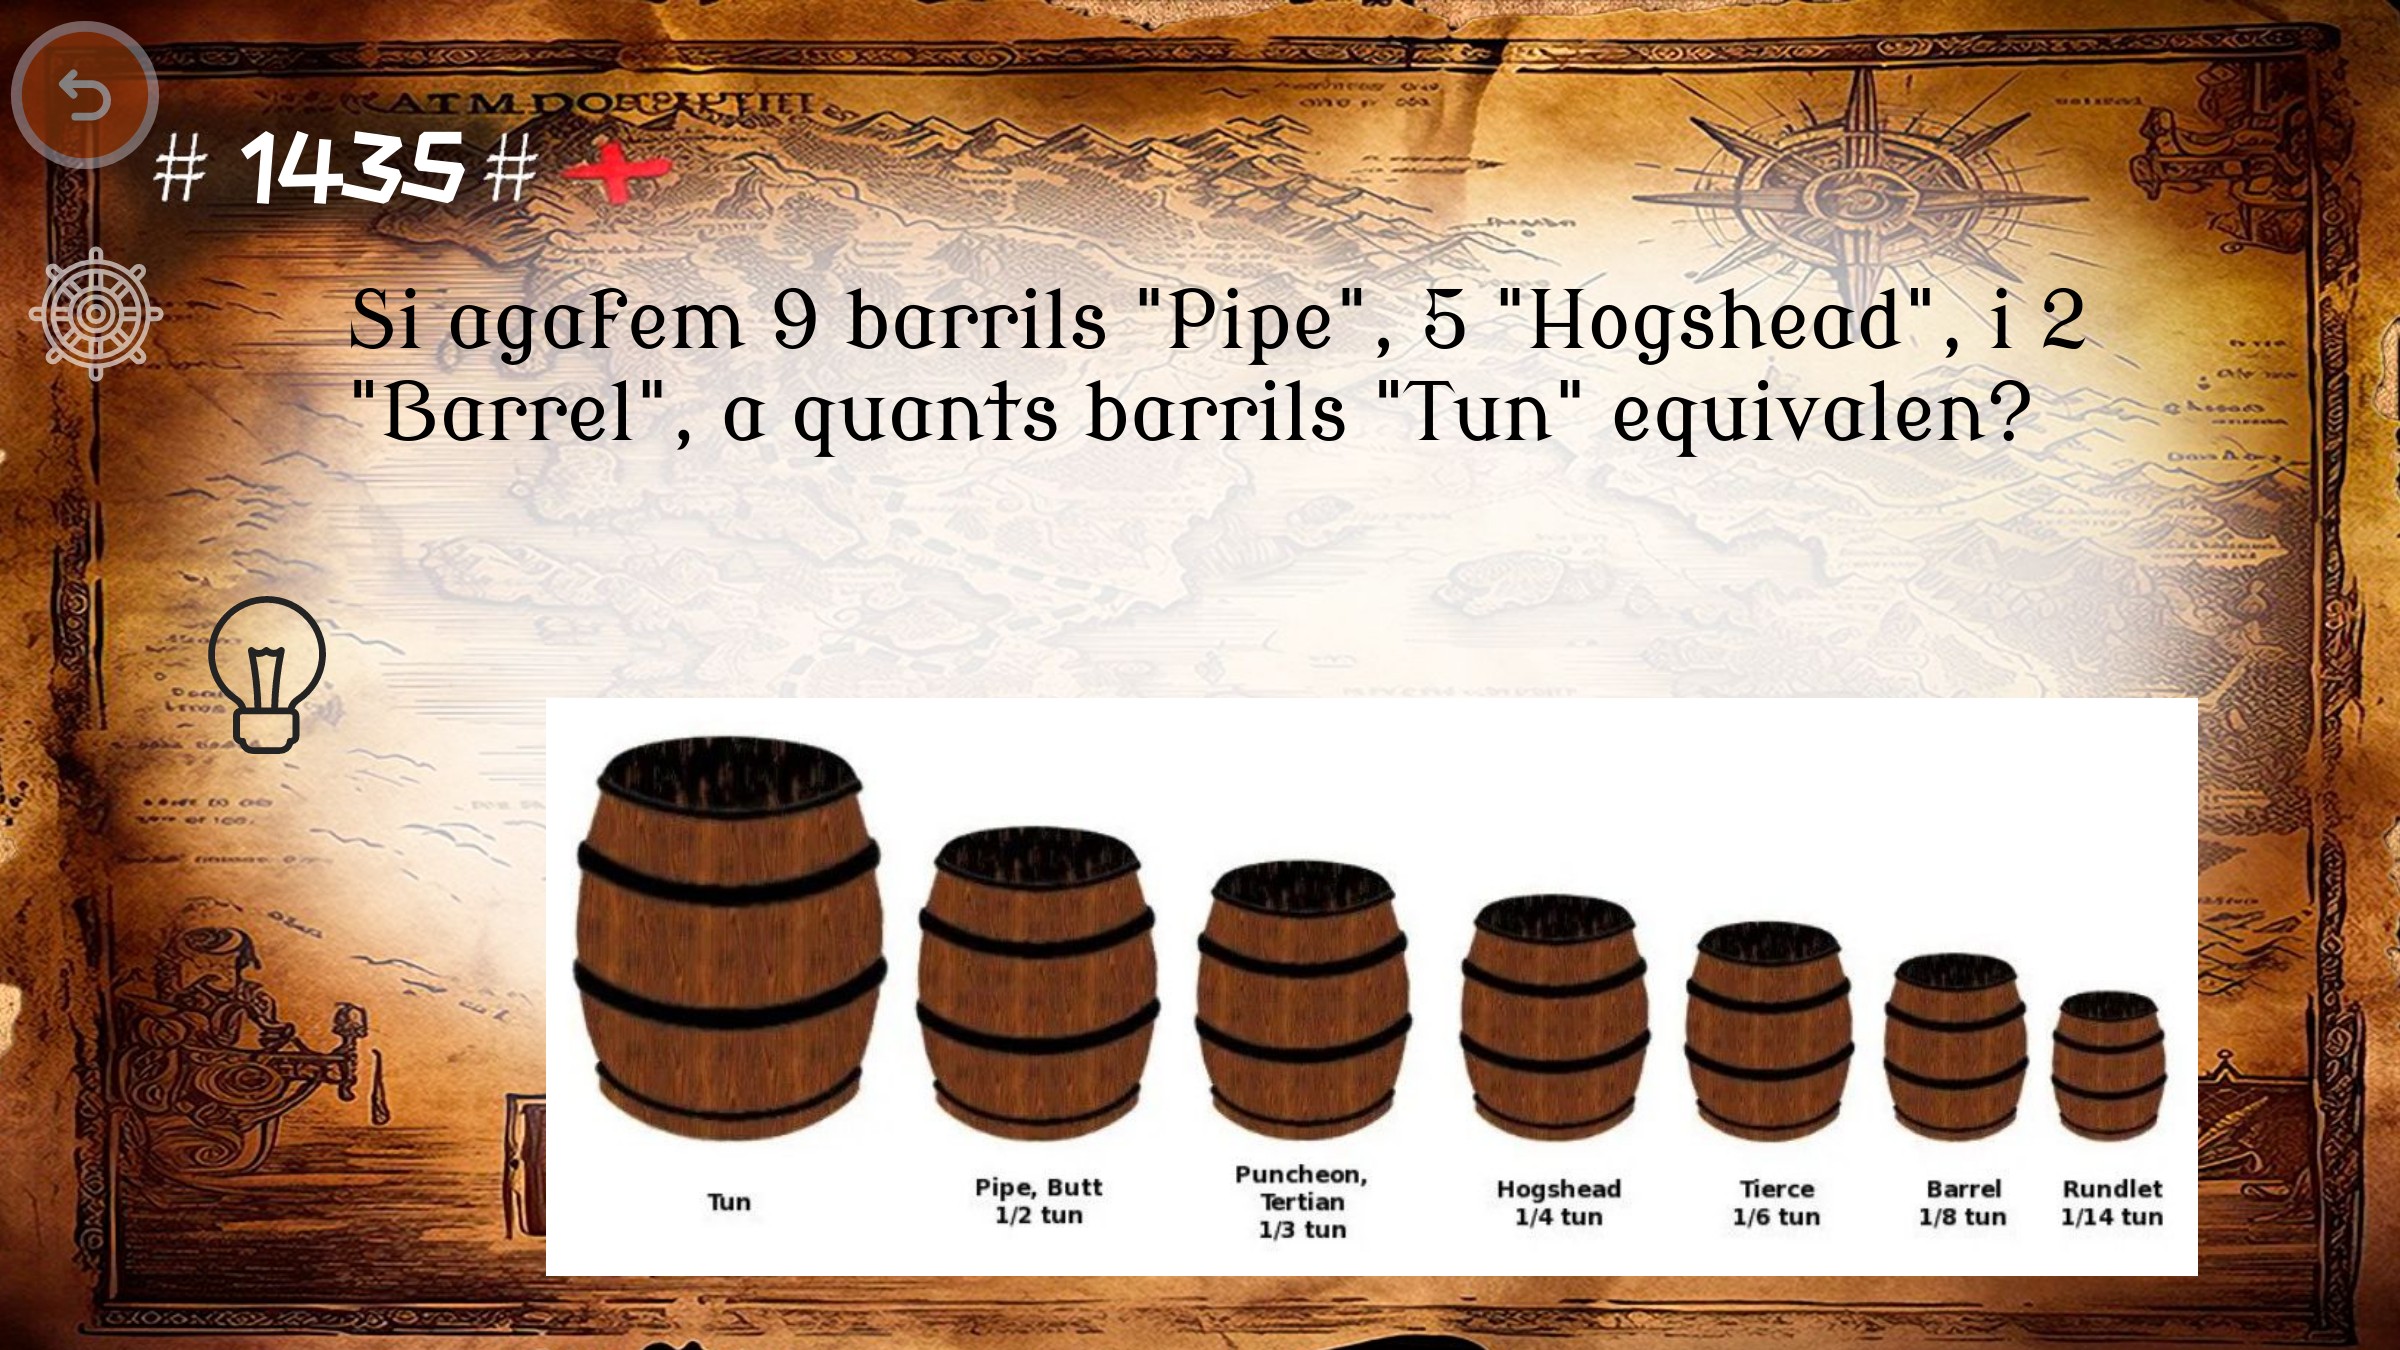 # 1435 #
Si agafem 9 barrils "Pipe", 5 "Hogshead", i 2
"Barrel", a quants barrils "Tun" equivalen?
Tun
Pipe, Butt
1/2 tun
Puncheon,
Tertian
1/3 tun
Hogshead
1/4 tun
Tierce
1/6 tun
Barrel
1/8 tun
Rundlet
1/14 tun